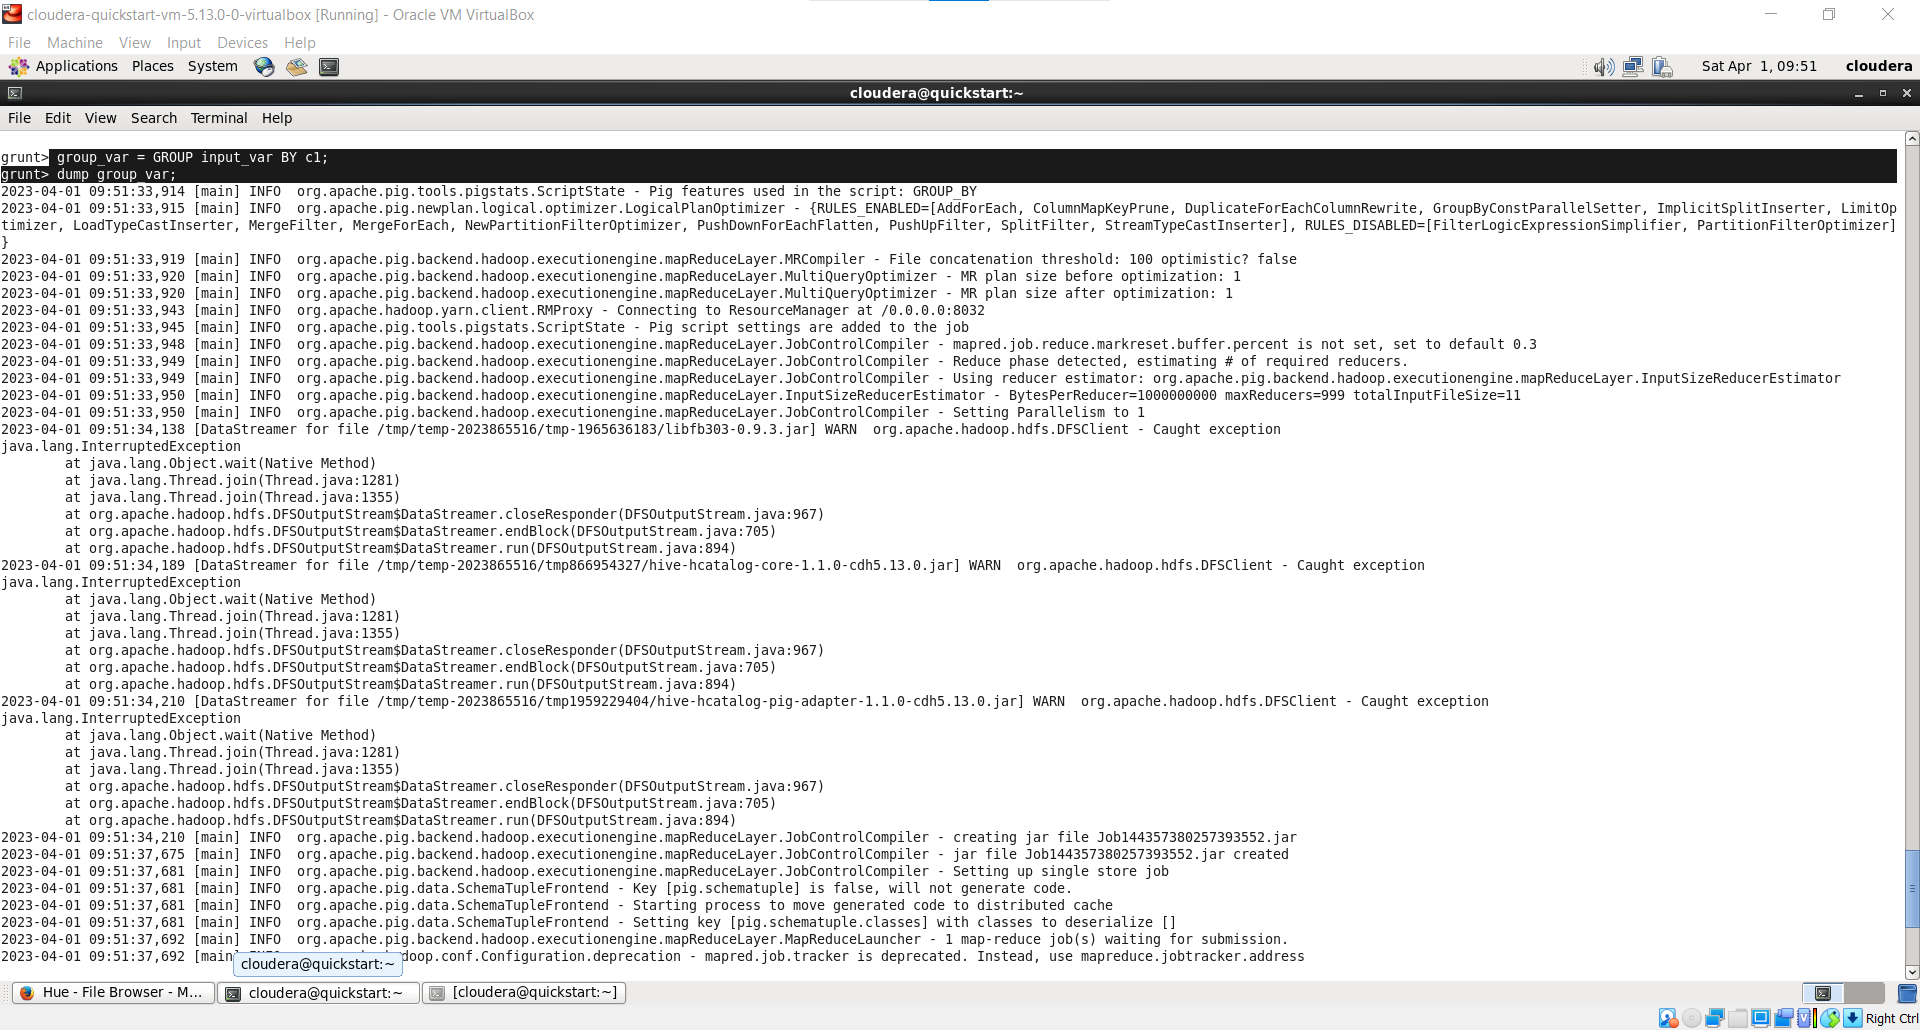 cloudera-quickstart-vm-5.13.0-0-virtualbox [Running] - Oracle VM VirtualBox
File Machine View Input Devices Help
Applications Places System Sat Apr 1, 09:51 cloudera
cloudera@quickstart:~
File Edit View Search Terminal Help
grunt> group_var = GROUP input_var BY c1;
grunt> dump group_var;
2023-04-01 09:51:33,914 [main] INFO  org.apache.pig.tools.pigstats.ScriptState - Pig features used in the script: GROUP_BY
2023-04-01 09:51:33,915 [main] INFO  org.apache.pig.newplan.logical.optimizer.LogicalPlanOptimizer - {RULES_ENABLED=[AddForEach, ColumnMapKeyPrune, DuplicateForEachColumnRewrite, GroupByConstParallelSetter, ImplicitSplitInserter, LimitOp
timizer, LoadTypeCastInserter, MergeFilter, MergeForEach, NewPartitionFilterOptimizer, PushDownForEachFlatten, PushUpFilter, SplitFilter, StreamTypeCastInserter], RULES_DISABLED=[FilterLogicExpressionSimplifier, PartitionFilterOptimizer]
}
2023-04-01 09:51:33,919 [main] INFO  org.apache.pig.backend.hadoop.executionengine.mapReduceLayer.MRCompiler - File concatenation threshold: 100 optimistic? false
2023-04-01 09:51:33,920 [main] INFO  org.apache.pig.backend.hadoop.executionengine.mapReduceLayer.MultiQueryOptimizer - MR plan size before optimization: 1
2023-04-01 09:51:33,920 [main] INFO  org.apache.pig.backend.hadoop.executionengine.mapReduceLayer.MultiQueryOptimizer - MR plan size after optimization: 1
2023-04-01 09:51:33,943 [main] INFO  org.apache.hadoop.yarn.client.RMProxy - Connecting to ResourceManager at /0.0.0.0:8032
2023-04-01 09:51:33,945 [main] INFO  org.apache.pig.tools.pigstats.ScriptState - Pig script settings are added to the job
2023-04-01 09:51:33,948 [main] INFO  org.apache.pig.backend.hadoop.executionengine.mapReduceLayer.JobControlCompiler - mapred.job.reduce.markreset.buffer.percent is not set, set to default 0.3
2023-04-01 09:51:33,949 [main] INFO  org.apache.pig.backend.hadoop.executionengine.mapReduceLayer.JobControlCompiler - Reduce phase detected, estimating # of required reducers.
2023-04-01 09:51:33,949 [main] INFO  org.apache.pig.backend.hadoop.executionengine.mapReduceLayer.JobControlCompiler - Using reducer estimator: org.apache.pig.backend.hadoop.executionengine.mapReduceLayer.InputSizeReducerEstimator
2023-04-01 09:51:33,950 [main] INFO  org.apache.pig.backend.hadoop.executionengine.mapReduceLayer.InputSizeReducerEstimator - BytesPerReducer=1000000000 maxReducers=999 totalInputFileSize=11
2023-04-01 09:51:33,950 [main] INFO  org.apache.pig.backend.hadoop.executionengine.mapReduceLayer.JobControlCompiler - Setting Parallelism to 1
2023-04-01 09:51:34,138 [DataStreamer for file /tmp/temp-2023865516/tmp-1965636183/libfb303-0.9.3.jar] WARN  org.apache.hadoop.hdfs.DFSClient - Caught exception
java.lang.InterruptedException
at java.lang.Object.wait(Native Method)
at java.lang.Thread.join(Thread.java:1281)
at java.lang.Thread.join(Thread.java:1355)
at org.apache.hadoop.hdfs.DFSOutputStream$DataStreamer.closeResponder(DFSOutputStream.java:967)
at org.apache.hadoop.hdfs.DFSOutputStream$DataStreamer.endBlock(DFSOutputStream.java:705)
at org.apache.hadoop.hdfs.DFSOutputStream$DataStreamer.run(DFSOutputStream.java:894)
2023-04-01 09:51:34,189 [DataStreamer for file /tmp/temp-2023865516/tmp866954327/hive-hcatalog-core-1.1.0-cdh5.13.0.jar] WARN  org.apache.hadoop.hdfs.DFSClient - Caught exception
java.lang.InterruptedException
at java.lang.Object.wait(Native Method)
at java.lang.Thread.join(Thread.java:1281)
at java.lang.Thread.join(Thread.java:1355)
at org.apache.hadoop.hdfs.DFSOutputStream$DataStreamer.closeResponder(DFSOutputStream.java:967)
at org.apache.hadoop.hdfs.DFSOutputStream$DataStreamer.endBlock(DFSOutputStream.java:705)
at org.apache.hadoop.hdfs.DFSOutputStream$DataStreamer.run(DFSOutputStream.java:894)
2023-04-01 09:51:34,210 [DataStreamer for file /tmp/temp-2023865516/tmp1959229404/hive-hcatalog-pig-adapter-1.1.0-cdh5.13.0.jar] WARN  org.apache.hadoop.hdfs.DFSClient - Caught exception
java.lang.InterruptedException
at java.lang.Object.wait(Native Method)
at java.lang.Thread.join(Thread.java:1281)
at java.lang.Thread.join(Thread.java:1355)
at org.apache.hadoop.hdfs.DFSOutputStream$DataStreamer.closeResponder(DFSOutputStream.java:967)
at org.apache.hadoop.hdfs.DFSOutputStream$DataStreamer.endBlock(DFSOutputStream.java:705)
at org.apache.hadoop.hdfs.DFSOutputStream$DataStreamer.run(DFSOutputStream.java:894)
2023-04-01 09:51:34,210 [main] INFO  org.apache.pig.backend.hadoop.executionengine.mapReduceLayer.JobControlCompiler - creating jar file Job144357380257393552.jar
2023-04-01 09:51:37,675 [main] INFO  org.apache.pig.backend.hadoop.executionengine.mapReduceLayer.JobControlCompiler - jar file Job144357380257393552.jar created
2023-04-01 09:51:37,681 [main] INFO  org.apache.pig.backend.hadoop.executionengine.mapReduceLayer.JobControlCompiler - Setting up single store job
2023-04-01 09:51:37,681 [main] INFO  org.apache.pig.data.SchemaTupleFrontend - Key [pig.schematuple] is false, will not generate code.
2023-04-01 09:51:37,681 [main] INFO  org.apache.pig.data.SchemaTupleFrontend - Starting process to move generated code to distributed cache
2023-04-01 09:51:37,681 [main] INFO  org.apache.pig.data.SchemaTupleFrontend - Setting key [pig.schematuple.classes] with classes to deserialize []
2023-04-01 09:51:37,692 [main] INFO  org.apache.pig.backend.hadoop.executionengine.mapReduceLayer.MapReduceLauncher - 1 map-reduce job(s) waiting for submission.
2023-04-01 09:51:37,692 [main doop.conf.Configuration.deprecation - mapred.job.tracker is deprecated. Instead, use mapreduce.jobtracker.address
cloudera@quickstart:~
Hue - File Browser - M... cloudera@quickstart:~ [cloudera@quickstart:~]
Right Ctrl